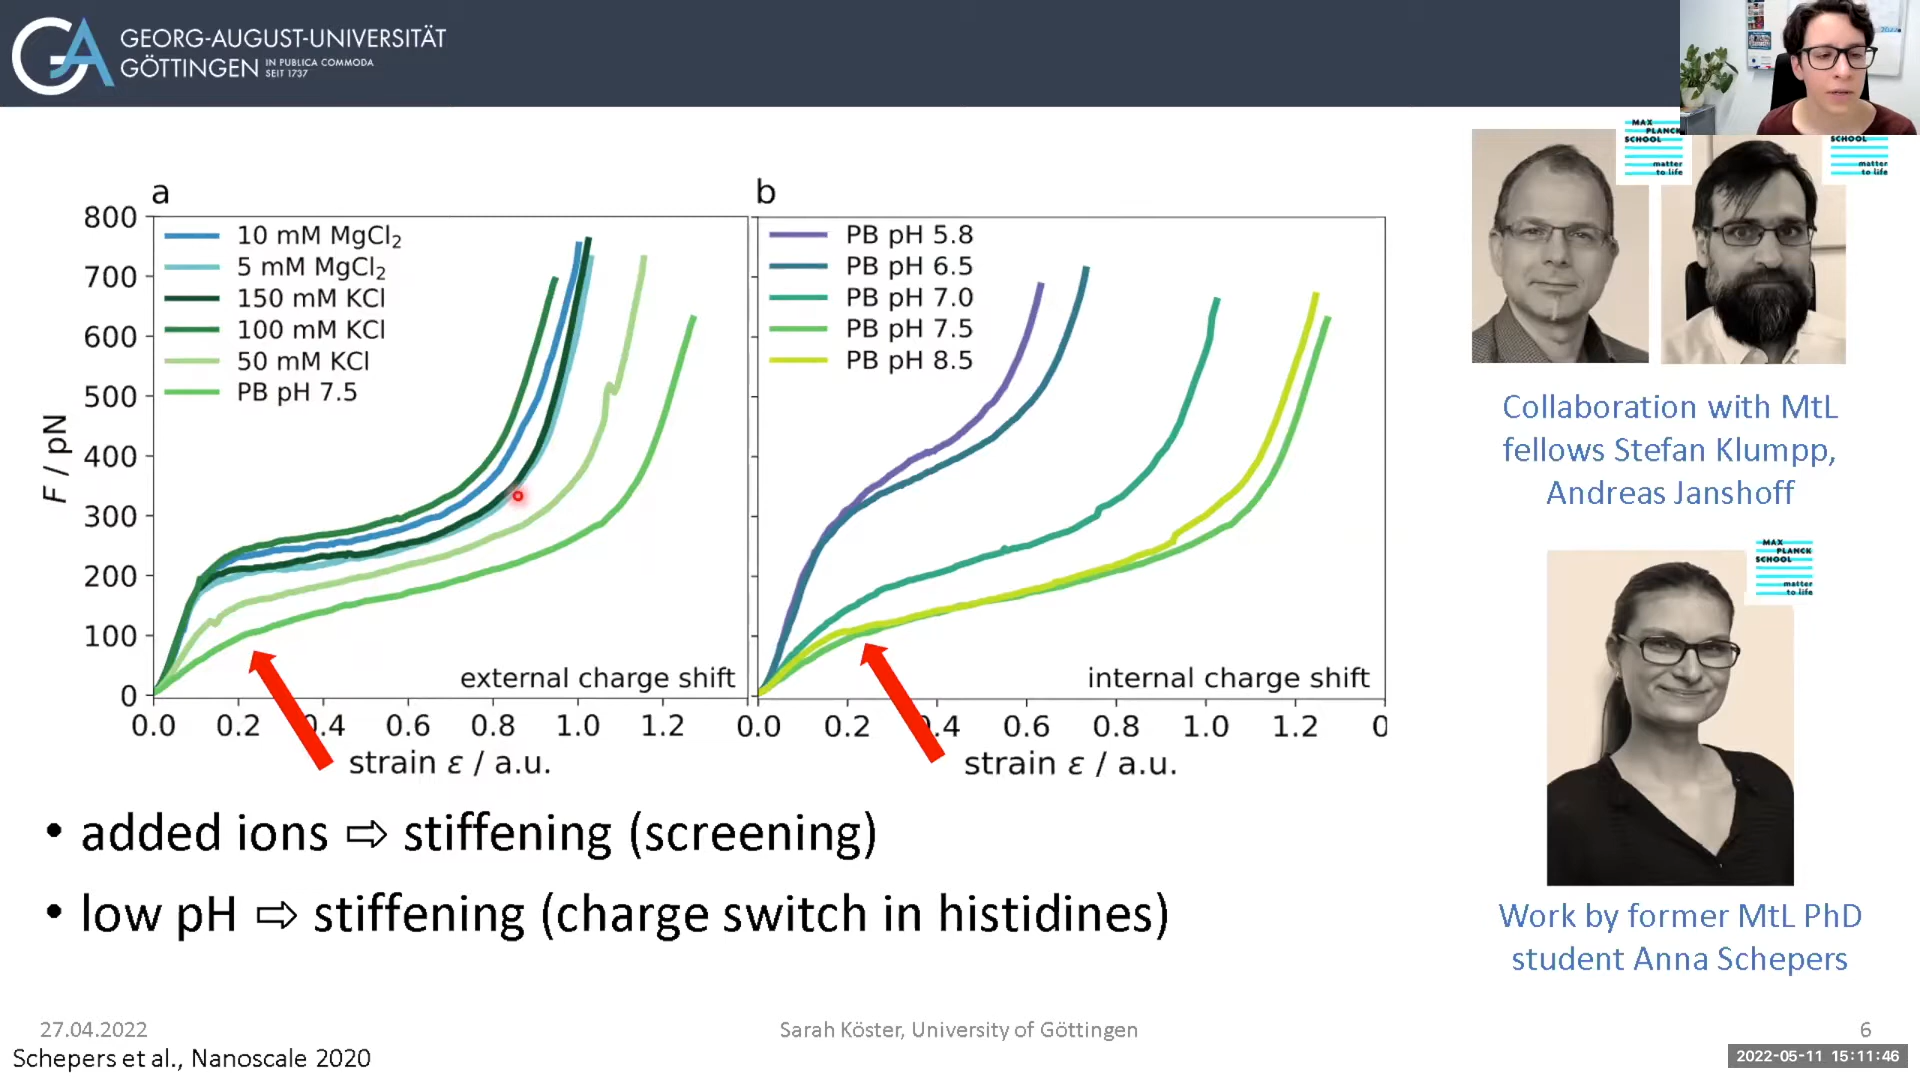 GEORG-AUGUST-UNIVERSITÄT
GÖTTINGEN IN PUBLICA COMMODA
SEIT 1737
MAX
PLANCK
SCHOOL
matter
to life
SCHOOL
matter
to life
a
b
800
700
600
500
400
300
200
100
0
F / pN
10 mM MgCl₂
5 mM MgCl₂
150 mM KCl
100 mM KCl
50 mM KCl
PB pH 7.5
external charge shift
0.0 0.2 0.4 0.6 0.8 1.0 1.2
strain ε / a.u.
PB pH 5.8
PB pH 6.5
PB pH 7.0
PB pH 7.5
PB pH 8.5
internal charge shift
0.0 0.2 0.4 0.6 0.8 1.0 1.2 0
strain ε / a.u.
Collaboration with MtL
fellows Stefan Klumpp,
Andreas Janshoff
MAX
PLANCK
SCHOOL
matter
to life
Work by former MtL PhD
student Anna Schepers
• added ions ⇨ stiffening (screening)
• low pH ⇨ stiffening (charge switch in histidines)
27.04.2022
Sarah Köster, University of Göttingen
6
Schepers et al., Nanoscale 2020
2022-05-11 15:11:46